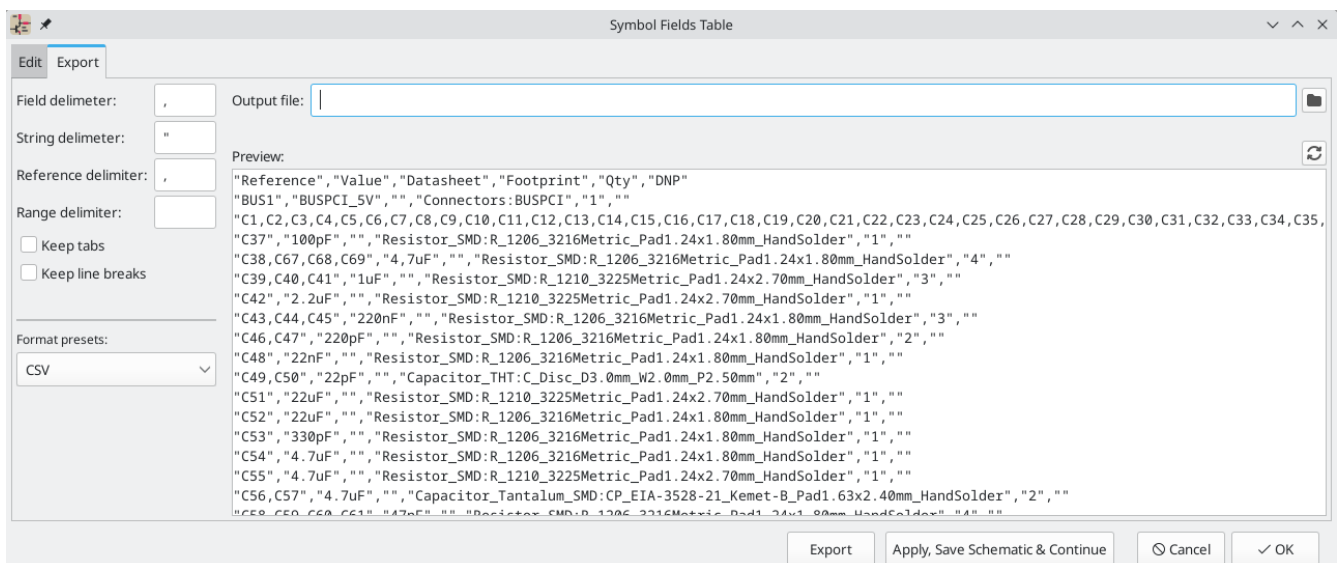 Symbol Fields Table
Edit Export
Field delimeter: ,
Output file:
String delimeter: "
Preview:
Reference delimiter: ,
Range delimiter:
Keep tabs
Keep line breaks
Format presets:
CSV
"Reference","Value","Datasheet","Footprint","Qty","DNP"
"BUS1","BUSPCI_5V","","Connectors:BUSPCI","1",""
"C1,C2,C3,C4,C5,C6,C7,C8,C9,C10,C11,C12,C13,C14,C15,C16,C17,C18,C19,C20,C21,C22,C23,C24,C25,C26,C27,C28,C29,C30,C31,C32,C33,C34,C35,
"C37","100pF","","Resistor_SMD:R_1206_3216Metric_Pad1.24x1.80mm_HandSolder","1",""
"C38,C67,C68,C69","4,7uF","","Resistor_SMD:R_1206_3216Metric_Pad1.24x1.80mm_HandSolder","4",""
"C39,C40,C41","1uF","","Resistor_SMD:R_1210_3225Metric_Pad1.24x2.70mm_HandSolder","3",""
"C42","2.2uF","","Resistor_SMD:R_1210_3225Metric_Pad1.24x2.70mm_HandSolder","1",""
"C43,C44,C45","220nF","","Resistor_SMD:R_1206_3216Metric_Pad1.24x1.80mm_HandSolder","3",""
"C46,C47","220pF","","Resistor_SMD:R_1206_3216Metric_Pad1.24x1.80mm_HandSolder","2",""
"C48","22nF","","Resistor_SMD:R_1206_3216Metric_Pad1.24x1.80mm_HandSolder","1",""
"C49,C50","22pF","","Capacitor_THT:C_Disc_D3.0mm_W2.0mm_P2.50mm","2",""
"C51","22uF","","Resistor_SMD:R_1210_3225Metric_Pad1.24x2.70mm_HandSolder","1",""
"C52","22uF","","Resistor_SMD:R_1206_3216Metric_Pad1.24x1.80mm_HandSolder","1",""
"C53","330pF","","Resistor_SMD:R_1206_3216Metric_Pad1.24x1.80mm_HandSolder","1",""
"C54","4.7uF","","Resistor_SMD:R_1206_3216Metric_Pad1.24x1.80mm_HandSolder","1",""
"C55","4.7uF","","Resistor_SMD:R_1210_3225Metric_Pad1.24x2.70mm_HandSolder","1",""
"C56,C57","4.7uF","","Capacitor_Tantalum_SMD:CP_EIA-3528-21_Kemet-B_Pad1.63x2.40mm_HandSolder","2",""
"C58,C59,C60,C61","47pF","","Resistor_SMD:R_1206_3216Metric_Pad1.24x1.80mm_HandSolder","4",""
Export Apply, Save Schematic & Continue Cancel OK